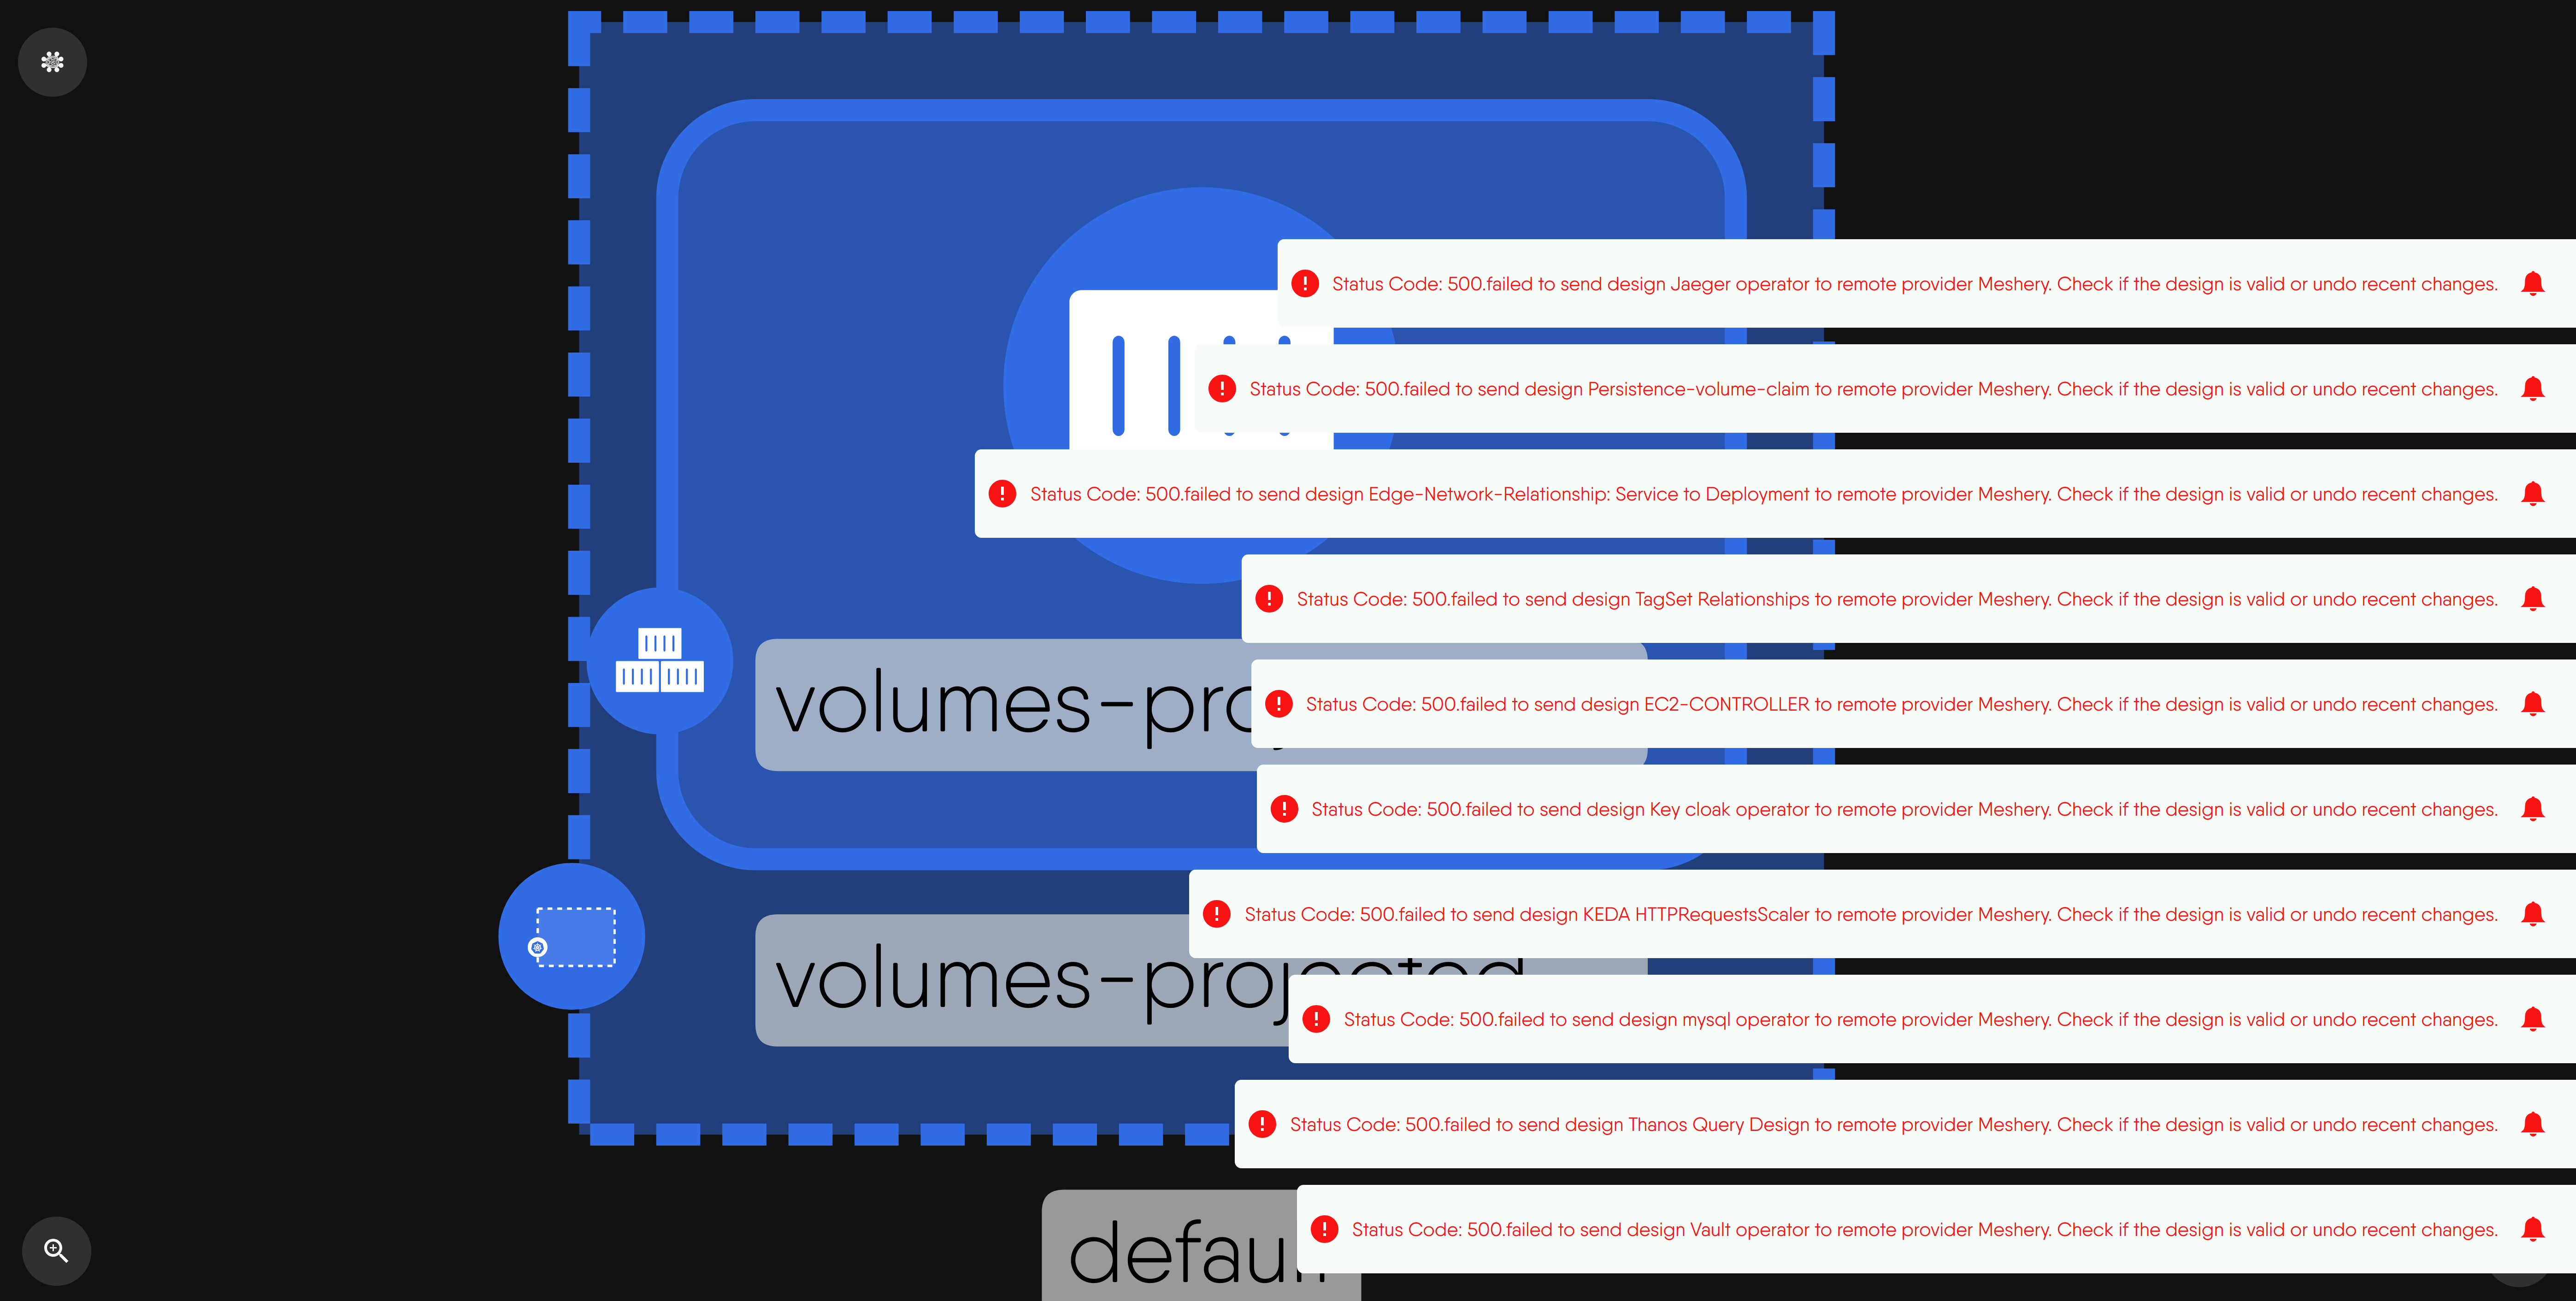 Status Code: 500.failed to send design Jaeger operator to remote provider Meshery. Check if the design is valid or undo recent changes.
Status Code: 500.failed to send design Persistence-volume-claim to remote provider Meshery. Check if the design is valid or undo recent changes.
Status Code: 500.failed to send design Edge-Network-Relationship: Service to Deployment to remote provider Meshery. Check if the design is valid or undo recent changes.
Status Code: 500.failed to send design TagSet Relationships to remote provider Meshery. Check if the design is valid or undo recent changes.
Status Code: 500.failed to send design EC2-CONTROLLER to remote provider Meshery. Check if the design is valid or undo recent changes.
Status Code: 500.failed to send design Key cloak operator to remote provider Meshery. Check if the design is valid or undo recent changes.
Status Code: 500.failed to send design KEDA HTTPRequestsScaler to remote provider Meshery. Check if the design is valid or undo recent changes.
Status Code: 500.failed to send design mysql operator to remote provider Meshery. Check if the design is valid or undo recent changes.
Status Code: 500.failed to send design Thanos Query Design to remote provider Meshery. Check if the design is valid or undo recent changes.
Status Code: 500.failed to send design Vault operator to remote provider Meshery. Check if the design is valid or undo recent changes.
volumes-pro
volumes-projected
default